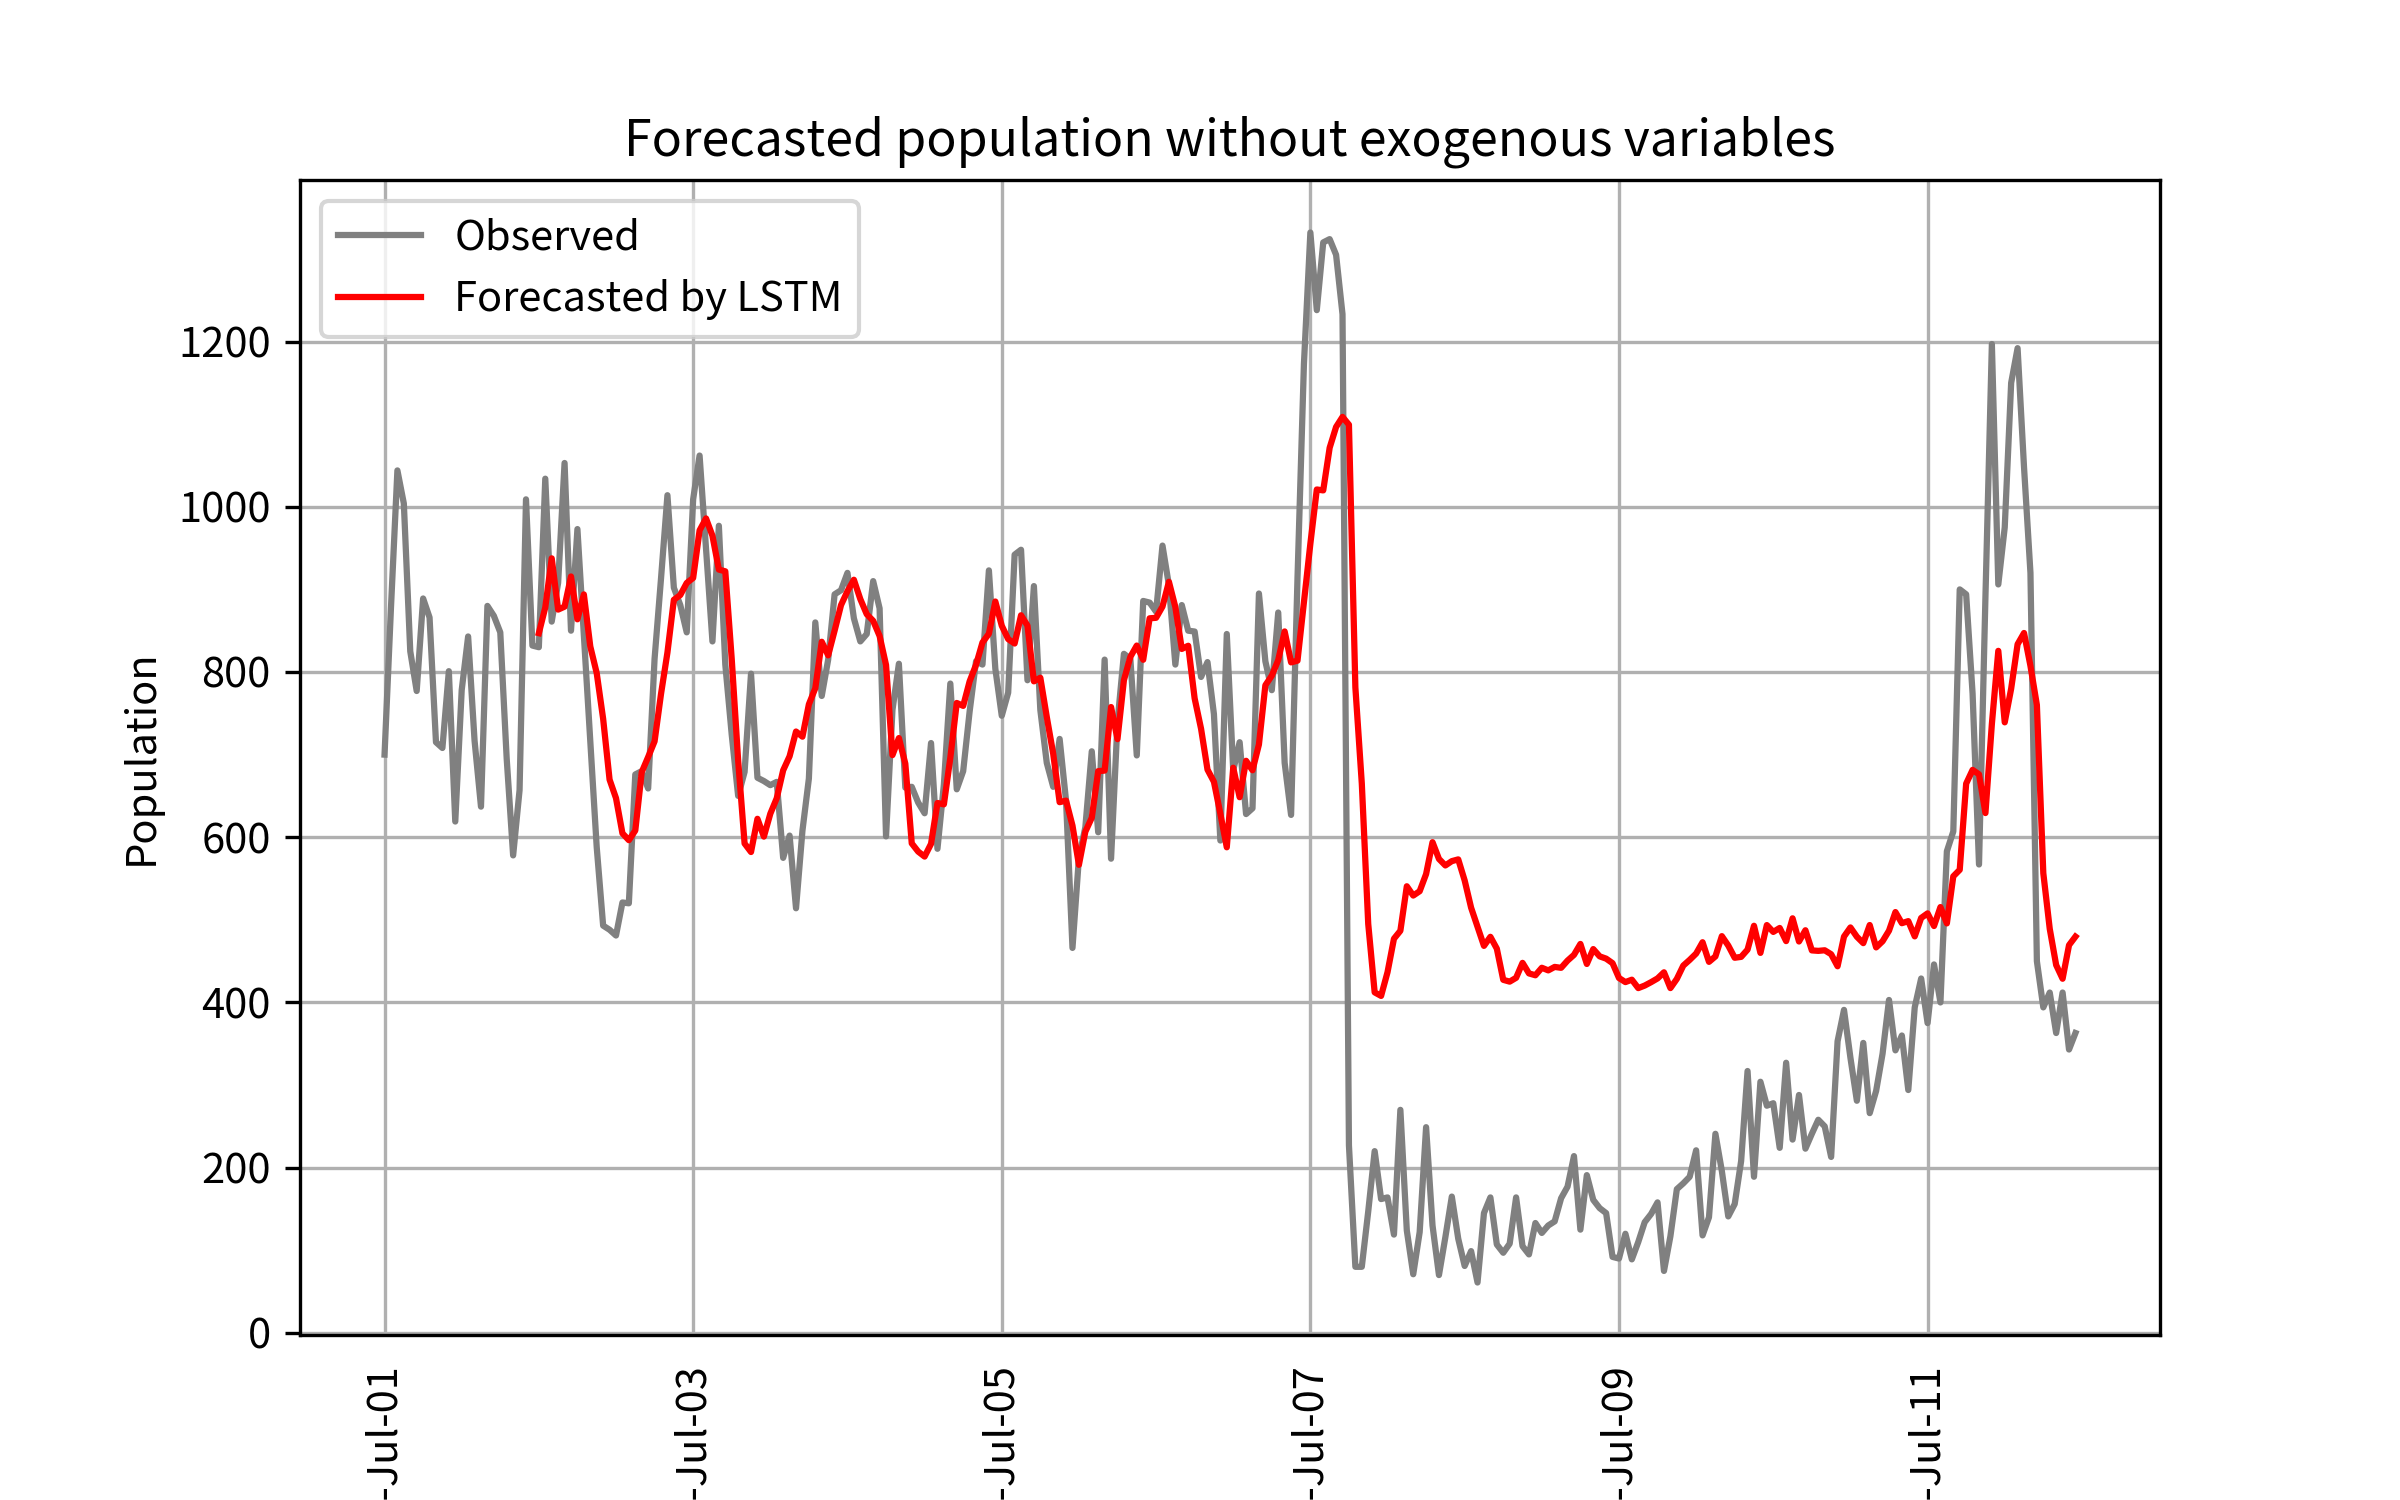 Forecasted population without exogenous variables
Observed
Forecasted by LSTM
Population
1200
1000
800
600
400
200
0
-Jul-01
-Jul-03
-Jul-05
-Jul-07
-Jul-09
-Jul-11